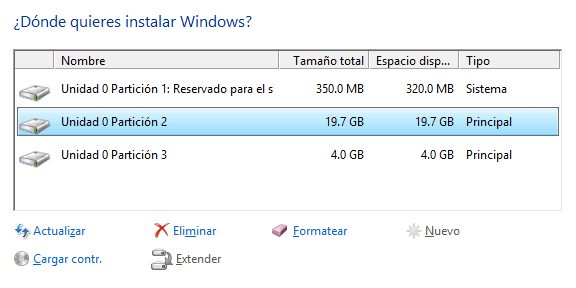 ¿Dónde quieres instalar Windows?
Nombre Tamaño total Espacio disp... Tipo
Unidad 0 Partición 1: Reservado para el s 350.0 MB 320.0 MB Sistema
Unidad 0 Partición 2 19.7 GB 19.7 GB Principal
Unidad 0 Partición 3 4.0 GB 4.0 GB Principal
Actualizar Eliminar Formatear Nuevo
Cargar contr. Extender